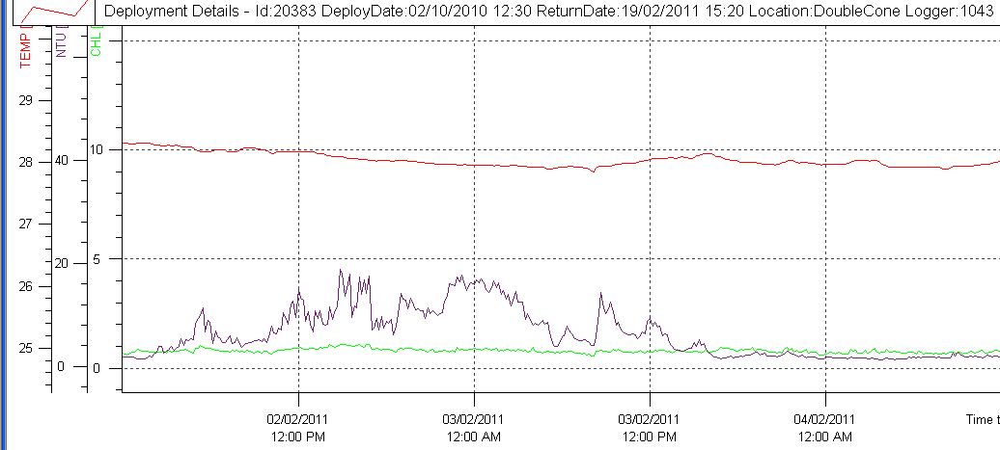 Deployment Details - Id:20383 DeployDate:02/10/2010 12:30 ReturnDate:19/02/2011 15:20 Location:DoubleCone Logger:1043
TEMP [
NTU [
CHL [
29
28
27
26
25
40
20
0
10
5
0
02/02/2011
12:00 PM
03/02/2011
12:00 AM
03/02/2011
12:00 PM
04/02/2011
12:00 AM
Time t